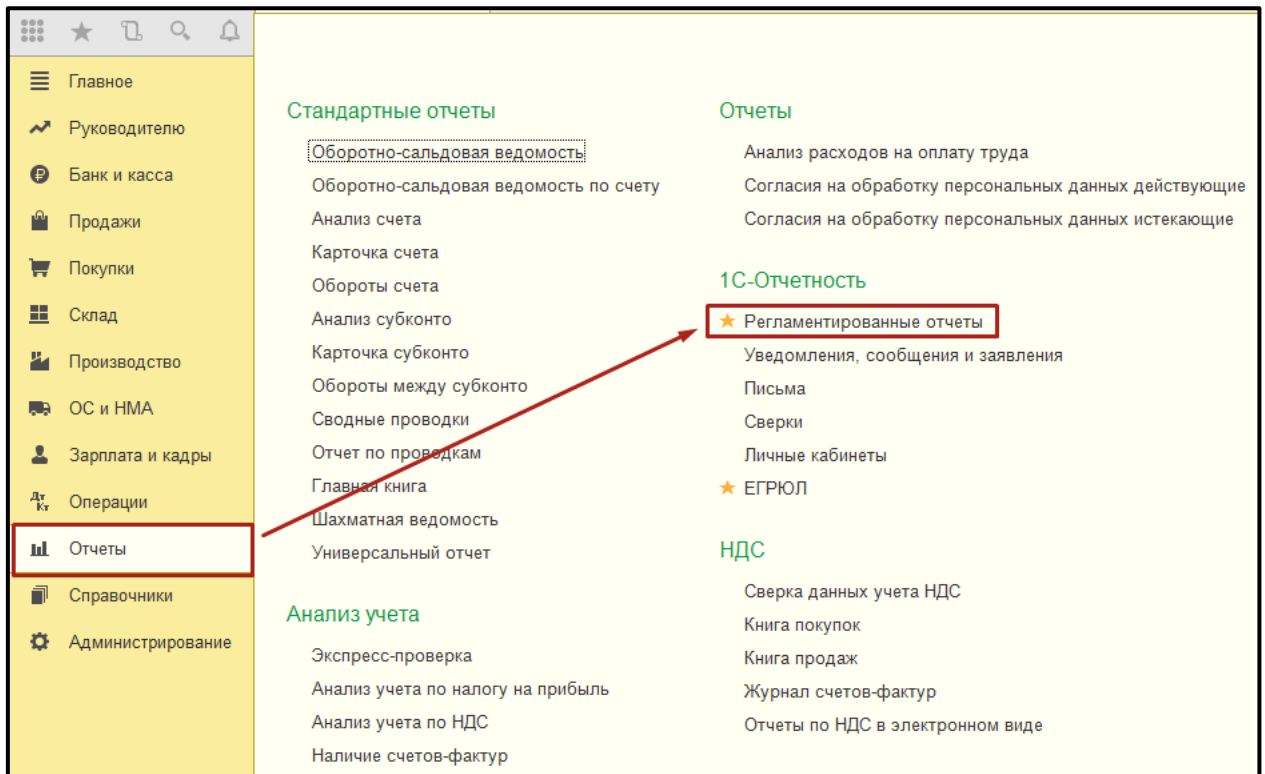 Главное
Руководителю
Банк и касса
Продажи
Покупки
Склад
Производство
ОС и НМА
Зарплата и кадры
Дт Кт Операции
Отчеты
Справочники
Администрирование
Стандартные отчеты
Оборотно-сальдовая ведомость
Оборотно-сальдовая ведомость по счету
Анализ счета
Карточка счета
Обороты счета
Анализ субконто
Карточка субконто
Обороты между субконто
Сводные проводки
Отчет по проводкам
Главная книга
Шахматная ведомость
Универсальный отчет
Анализ учета
Экспресс-проверка
Анализ учета по налогу на прибыль
Анализ учета по НДС
Наличие счетов-фактур
Отчеты
Анализ расходов на оплату труда
Согласия на обработку персональных данных действующие
Согласия на обработку персональных данных истекающие
1С-Отчетность
Регламентированные отчеты
Уведомления, сообщения и заявления
Письма
Сверки
Личные кабинеты
ЕГРЮЛ
НДС
Сверка данных учета НДС
Книга покупок
Книга продаж
Журнал счетов-фактур
Отчеты по НДС в электронном виде